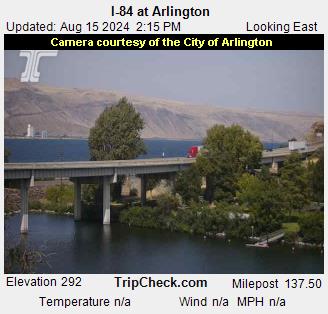 I-84 at Arlington
Updated: Aug 15 2024 2:15 PM Looking East
Camera courtesy of the City of Arlington
Elevation 292 TripCheck.com Milepost 137.50
Temperature n/a Wind n/a MPH n/a